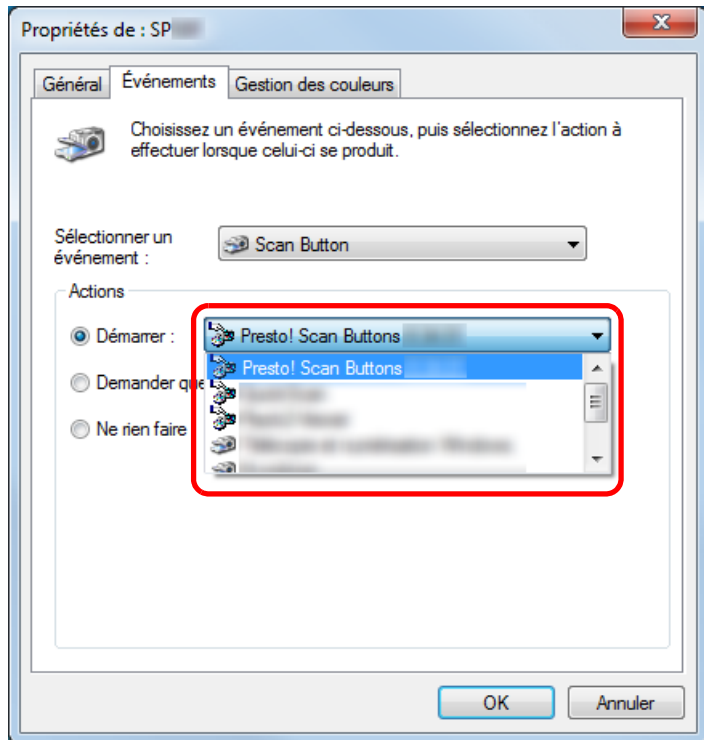 Propriétés de : SP
Général
Événements
Gestion des couleurs
Choisissez un événement ci-dessous, puis sélectionnez l'action à
effectuer lorsque celui-ci se produit.
Sélectionner un
événement :
Scan Button
Actions
Démarrer :
Presto! Scan Buttons
Presto! Scan Buttons
Demander que
Ne rien faire
OK
Annuler